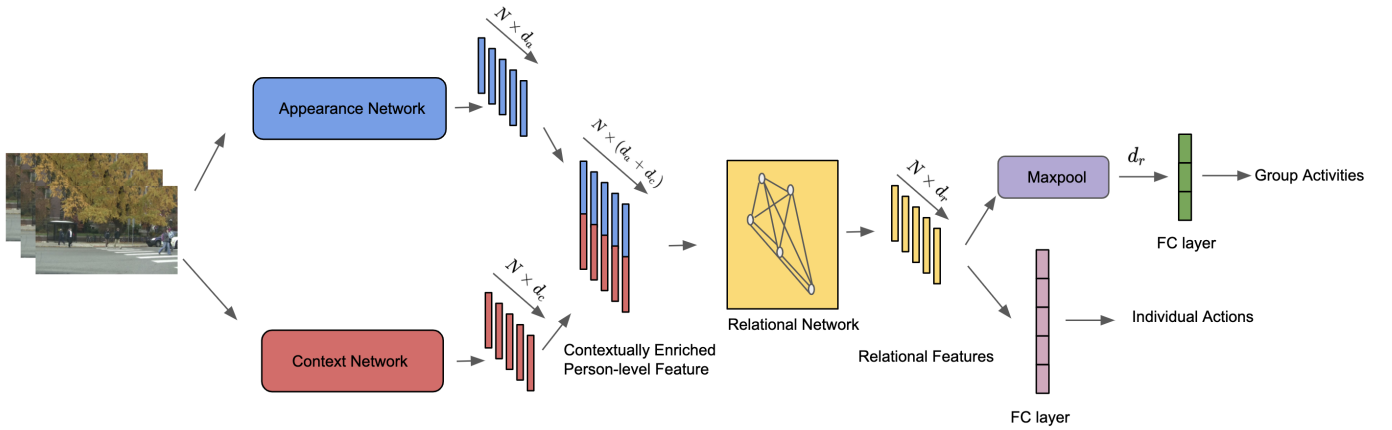 N × d_a
Appearance Network
N × (d_a + d_c)
N × d_r
Maxpool
d_r
Group Activities
FC layer
N × d_c
Context Network
Contextually Enriched
Person-level Feature
Relational Network
Relational Features
Individual Actions
FC layer